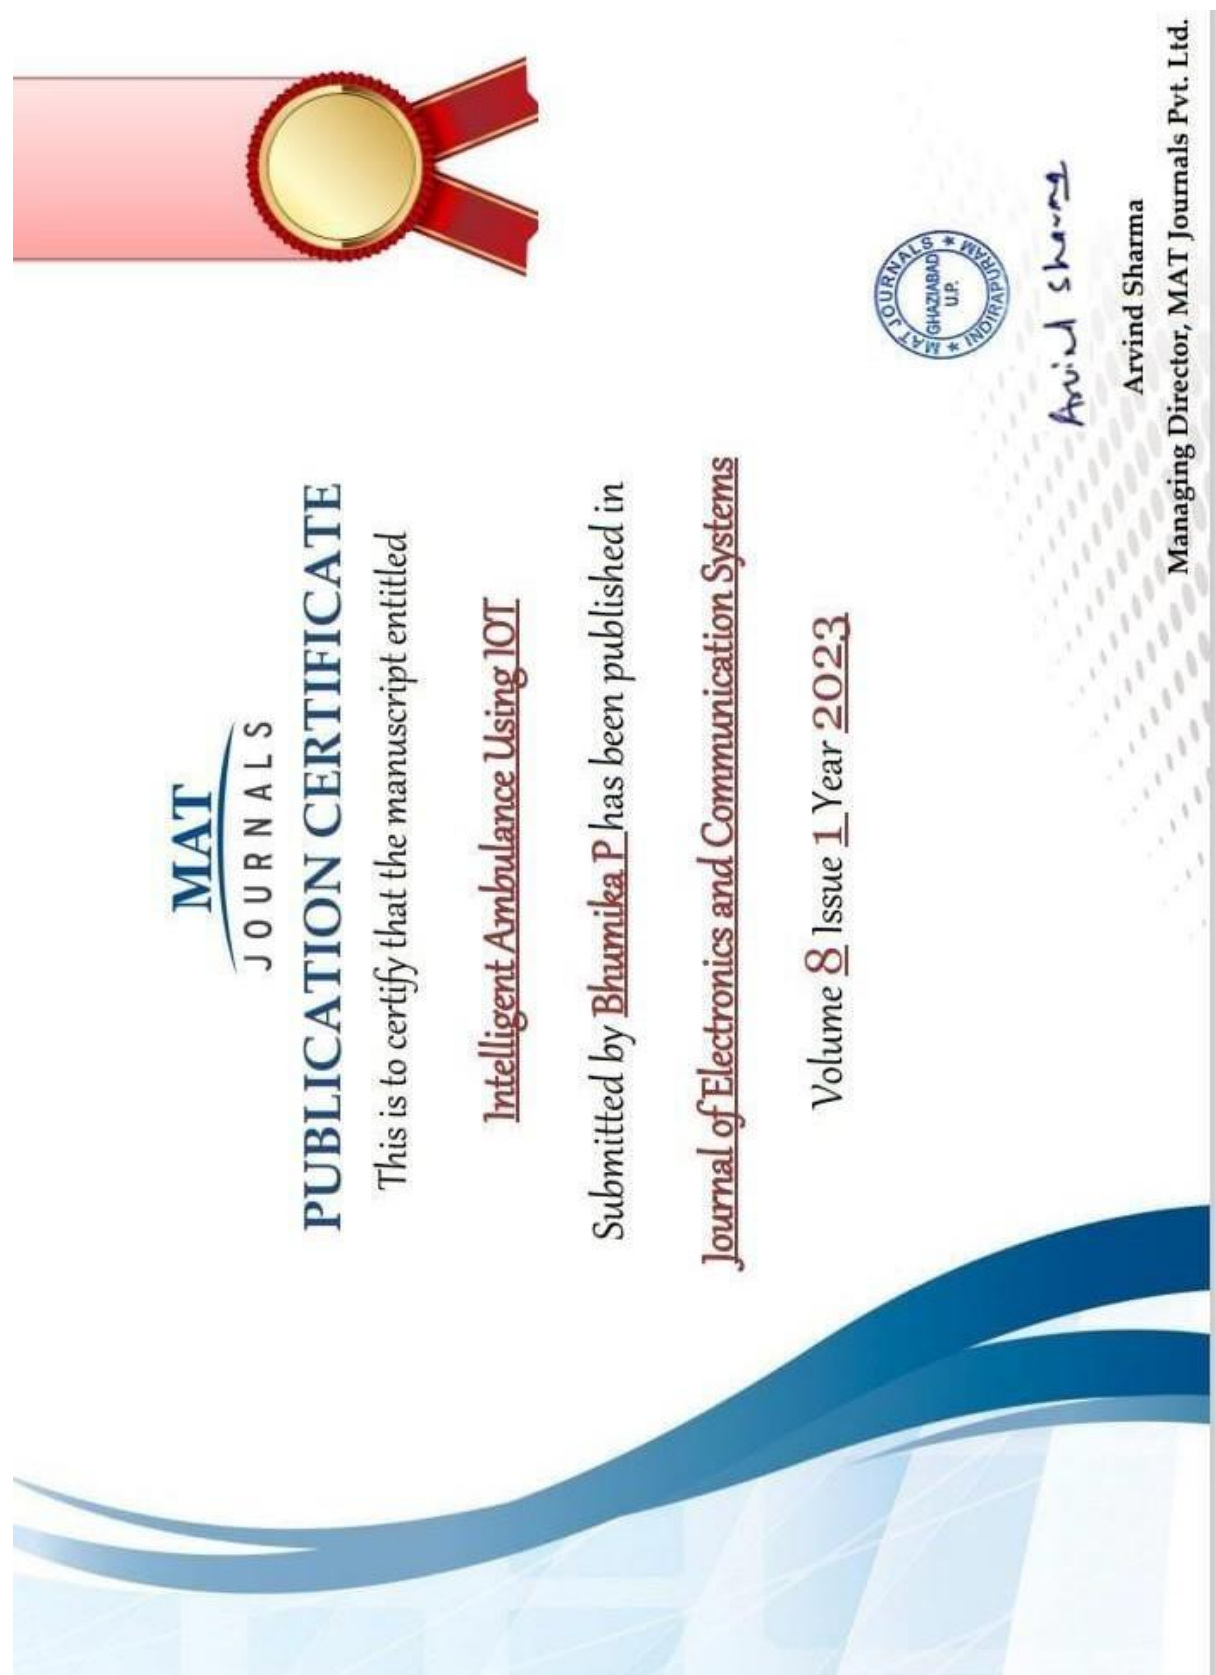 MAT
JOURNALS
PUBLICATION CERTIFICATE
This is to certify that the manuscript entitled
Intelligent Ambulance Using IOT
Submitted by Bhumika P has been published in
Journal of Electronics and Communication Systems
Volume 8 Issue 1 Year 2023
MAT JOURNALS
GHAZIABAD
U.P.
INDIRAPURAM
Arvind Sharma
Arvind Sharma
Managing Director, MAT Journals Pvt. Ltd.